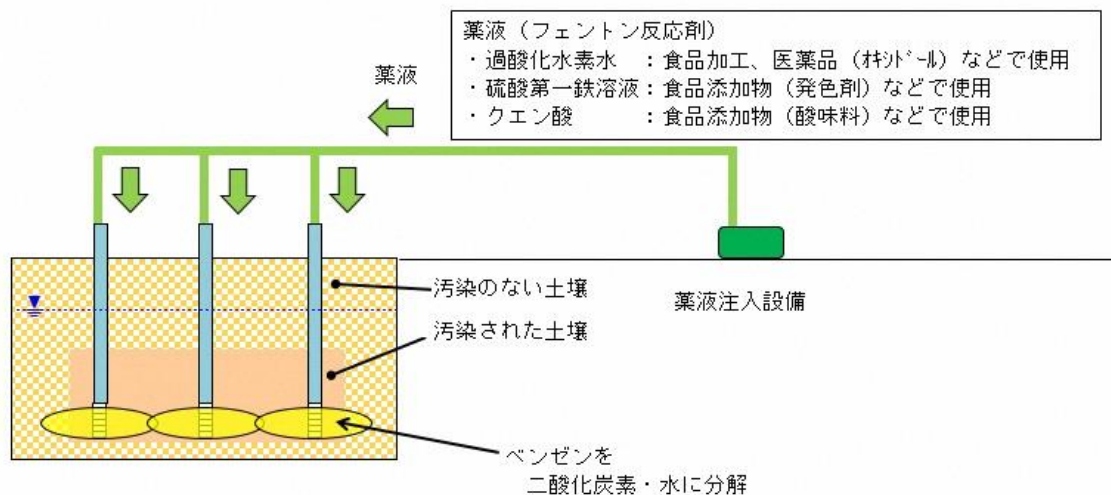 薬液（フェントン反応剤）
・過酸化水素水　：食品加工、医薬品（ｵｷｼﾄﾞｰﾙ）などで使用
・硫酸第一鉄溶液：食品添加物（発色剤）などで使用
・クエン酸　　　：食品添加物（酸味料）などで使用
薬液
汚染のない土壌
薬液注入設備
汚染された土壌
ベンゼンを
二酸化炭素・水に分解